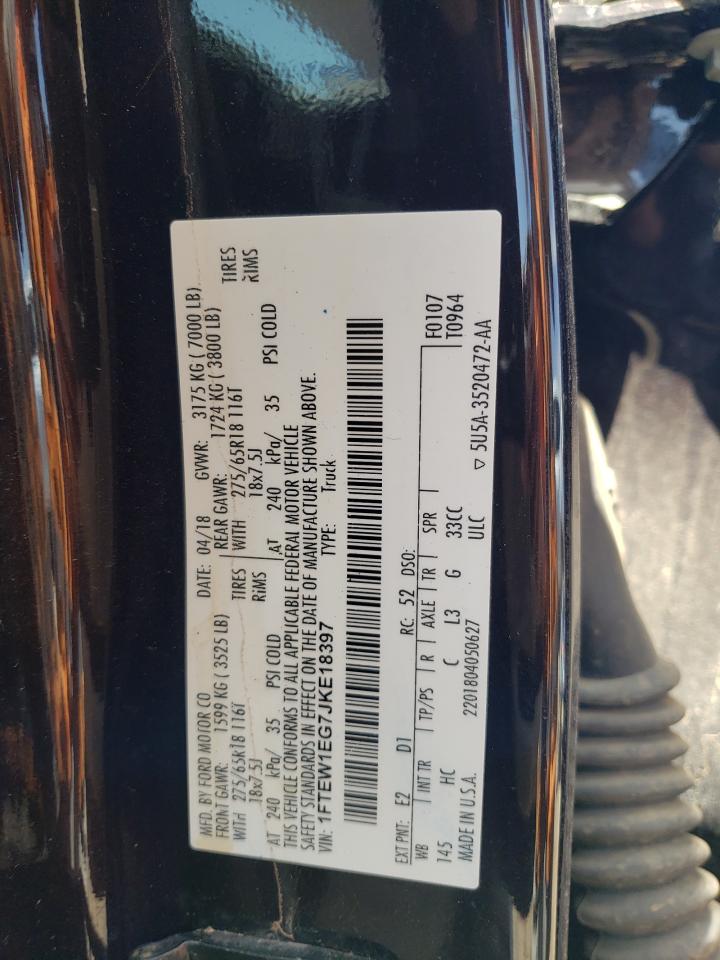 MFD. BY FORD MOTOR CO. DATE: 04/18 GVWR: 3175 KG ( 7000 LB)
FRONT GAWR: 1599 KG ( 3525 LB) REAR GAWR: 1724 KG ( 3800 LB)
WITH 275/65R18 116T TIRES WITH 275/65R18 116T TIRES
18x7.5J RIMS 18x7.5J RIMS
AT 240 kPa/ 35 PSI COLD AT 240 kPa/ 35 PSI COLD
THIS VEHICLE CONFORMS TO ALL APPLICABLE FEDERAL MOTOR VEHICLE
SAFETY STANDARDS IN EFFECT ON THE DATE OF MANUFACTURE SHOWN ABOVE.
VIN: 1FTEW1EG7JKE18397 TYPE: Truck
EXT PNT: E2 D1 RC: 52 DSO: F0107
WB INT TR TP/PS R AXLE TR SPR T0964
145 HC C L3 G 33CC
MADE IN U.S.A. 2201804050627 ULC ▽ 5U5A-3520472-AA